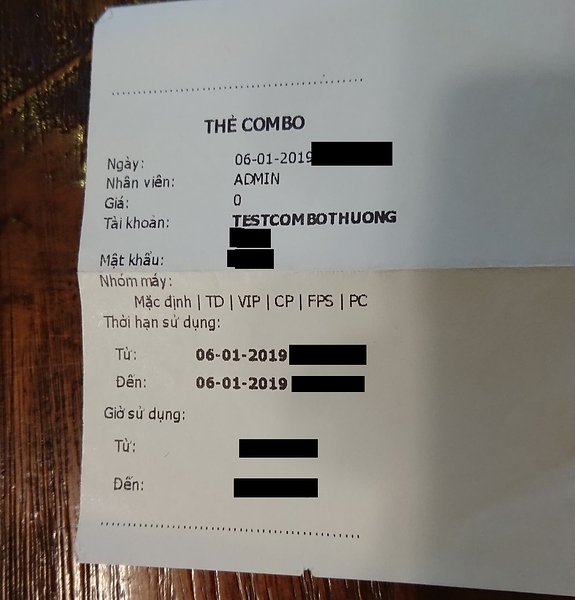 THẺ COMBO
Ngày: 06-01-2019
Nhân viên: ADMIN
Giá: 0
Tài khoản: TESTCOMBOTHUONG
Mật khẩu:
Nhóm máy:
Mặc định | TD | VIP | CP | FPS | PC
Thời hạn sử dụng:
Từ: 06-01-2019
Đến: 06-01-2019
Giờ sử dụng:
Từ:
Đến: